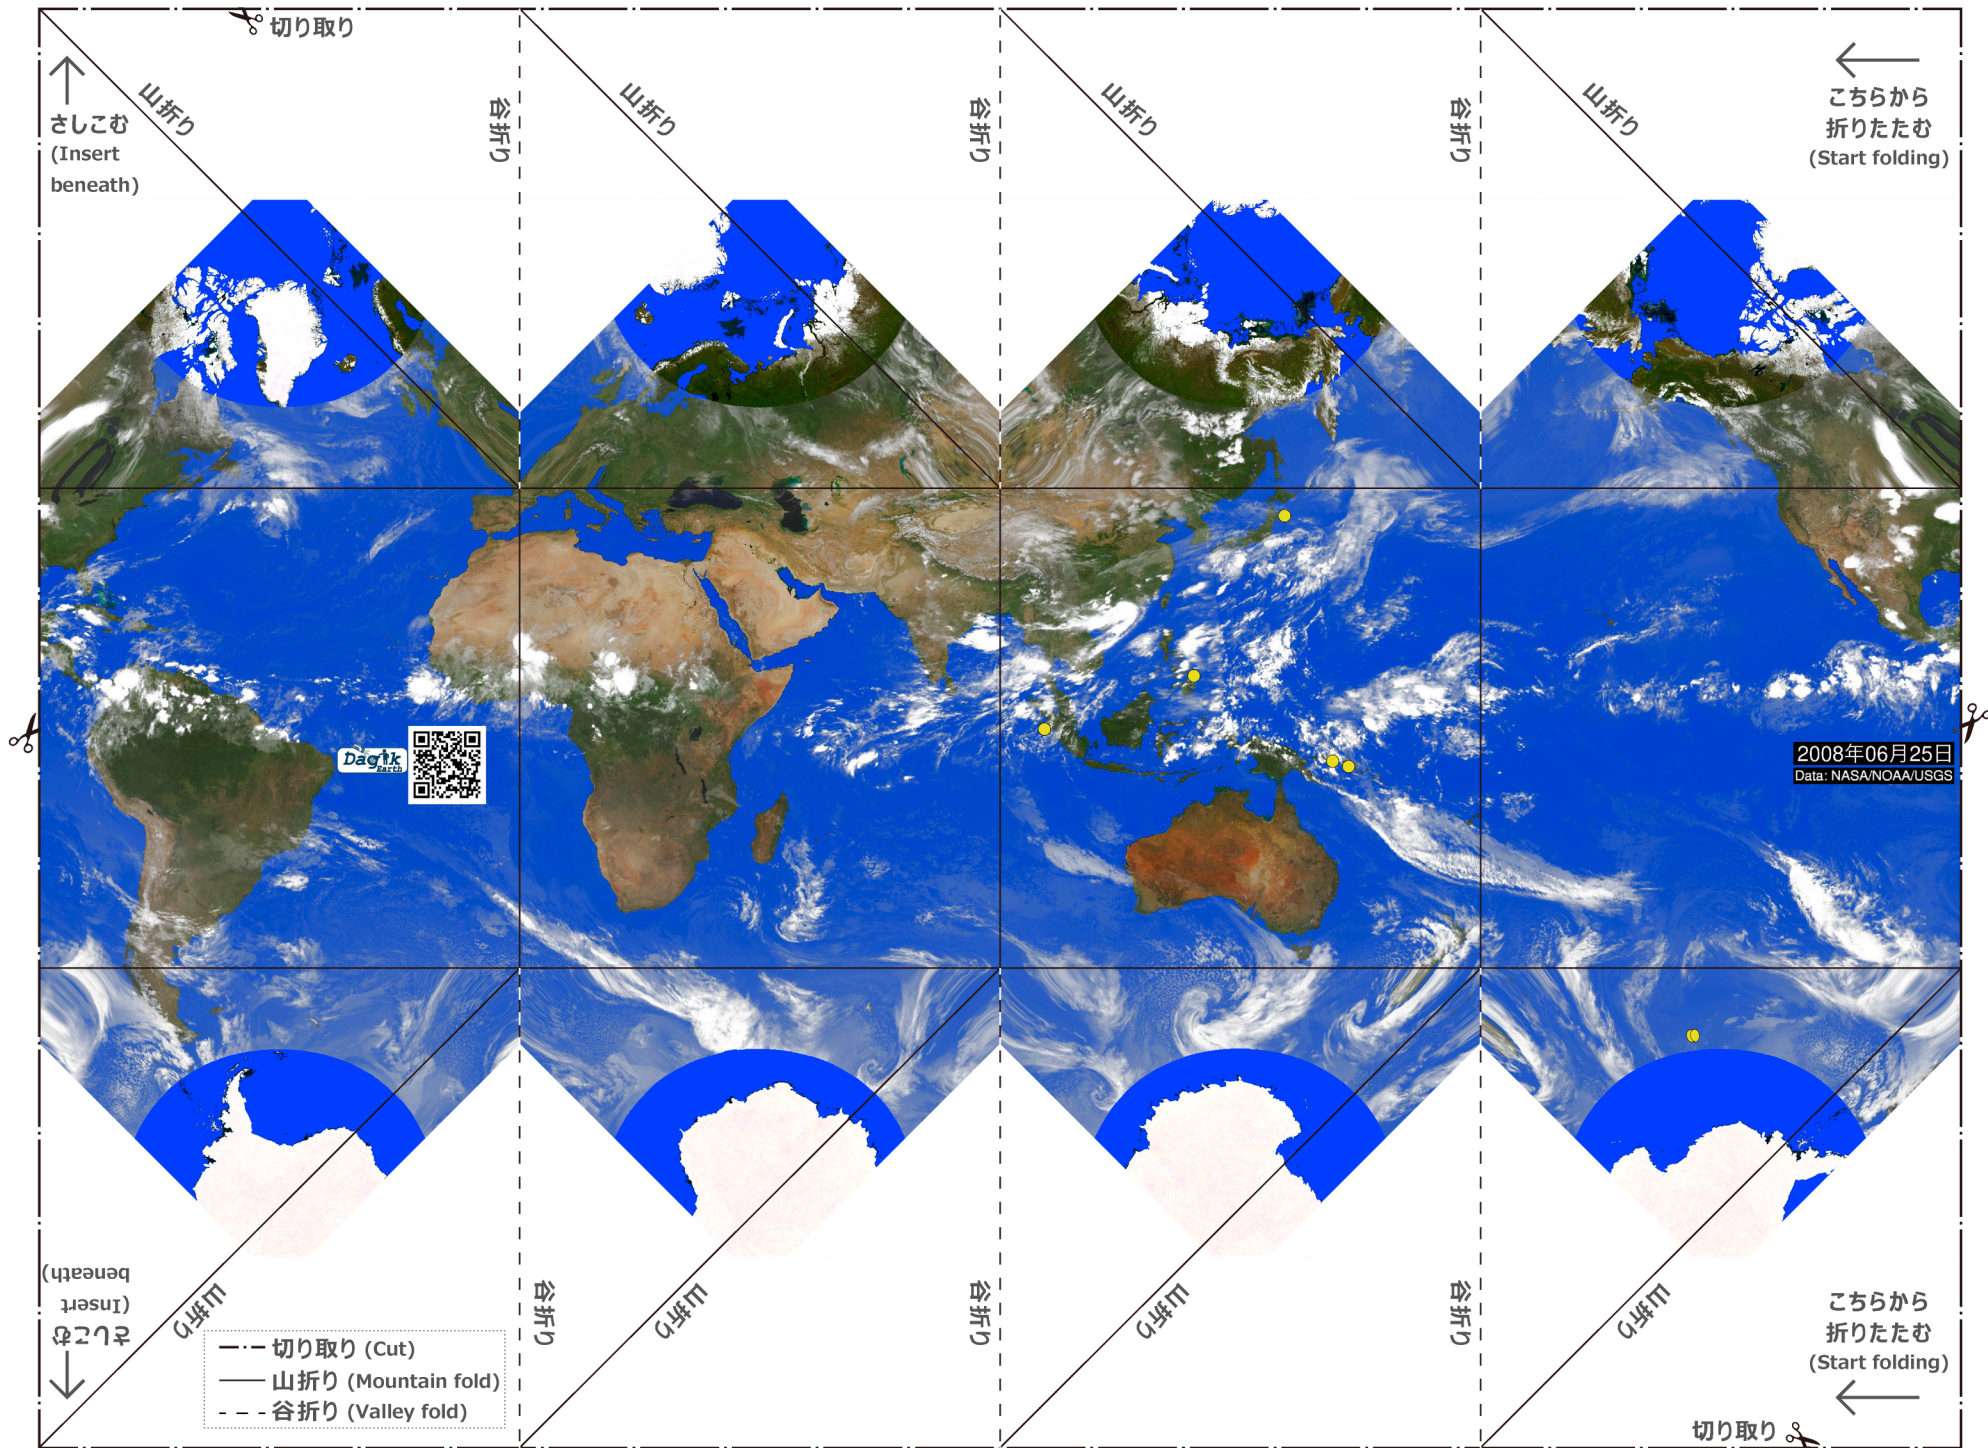 切り取り
さしこむ
(Insert
beneath)
山折り
谷折り
山折り
谷折り
山折り
谷折り
山折り
こちらから
折りたたむ
(Start folding)
Dagik
Earth
2008年06月25日
Data: NASA/NOAA/USGS
さしこむ
(Insert
beneath)
山折り
谷折り
山折り
谷折り
山折り
谷折り
山折り
こちらから
折りたたむ
(Start folding)
切り取り (Cut)
山折り (Mountain fold)
谷折り (Valley fold)
切り取り